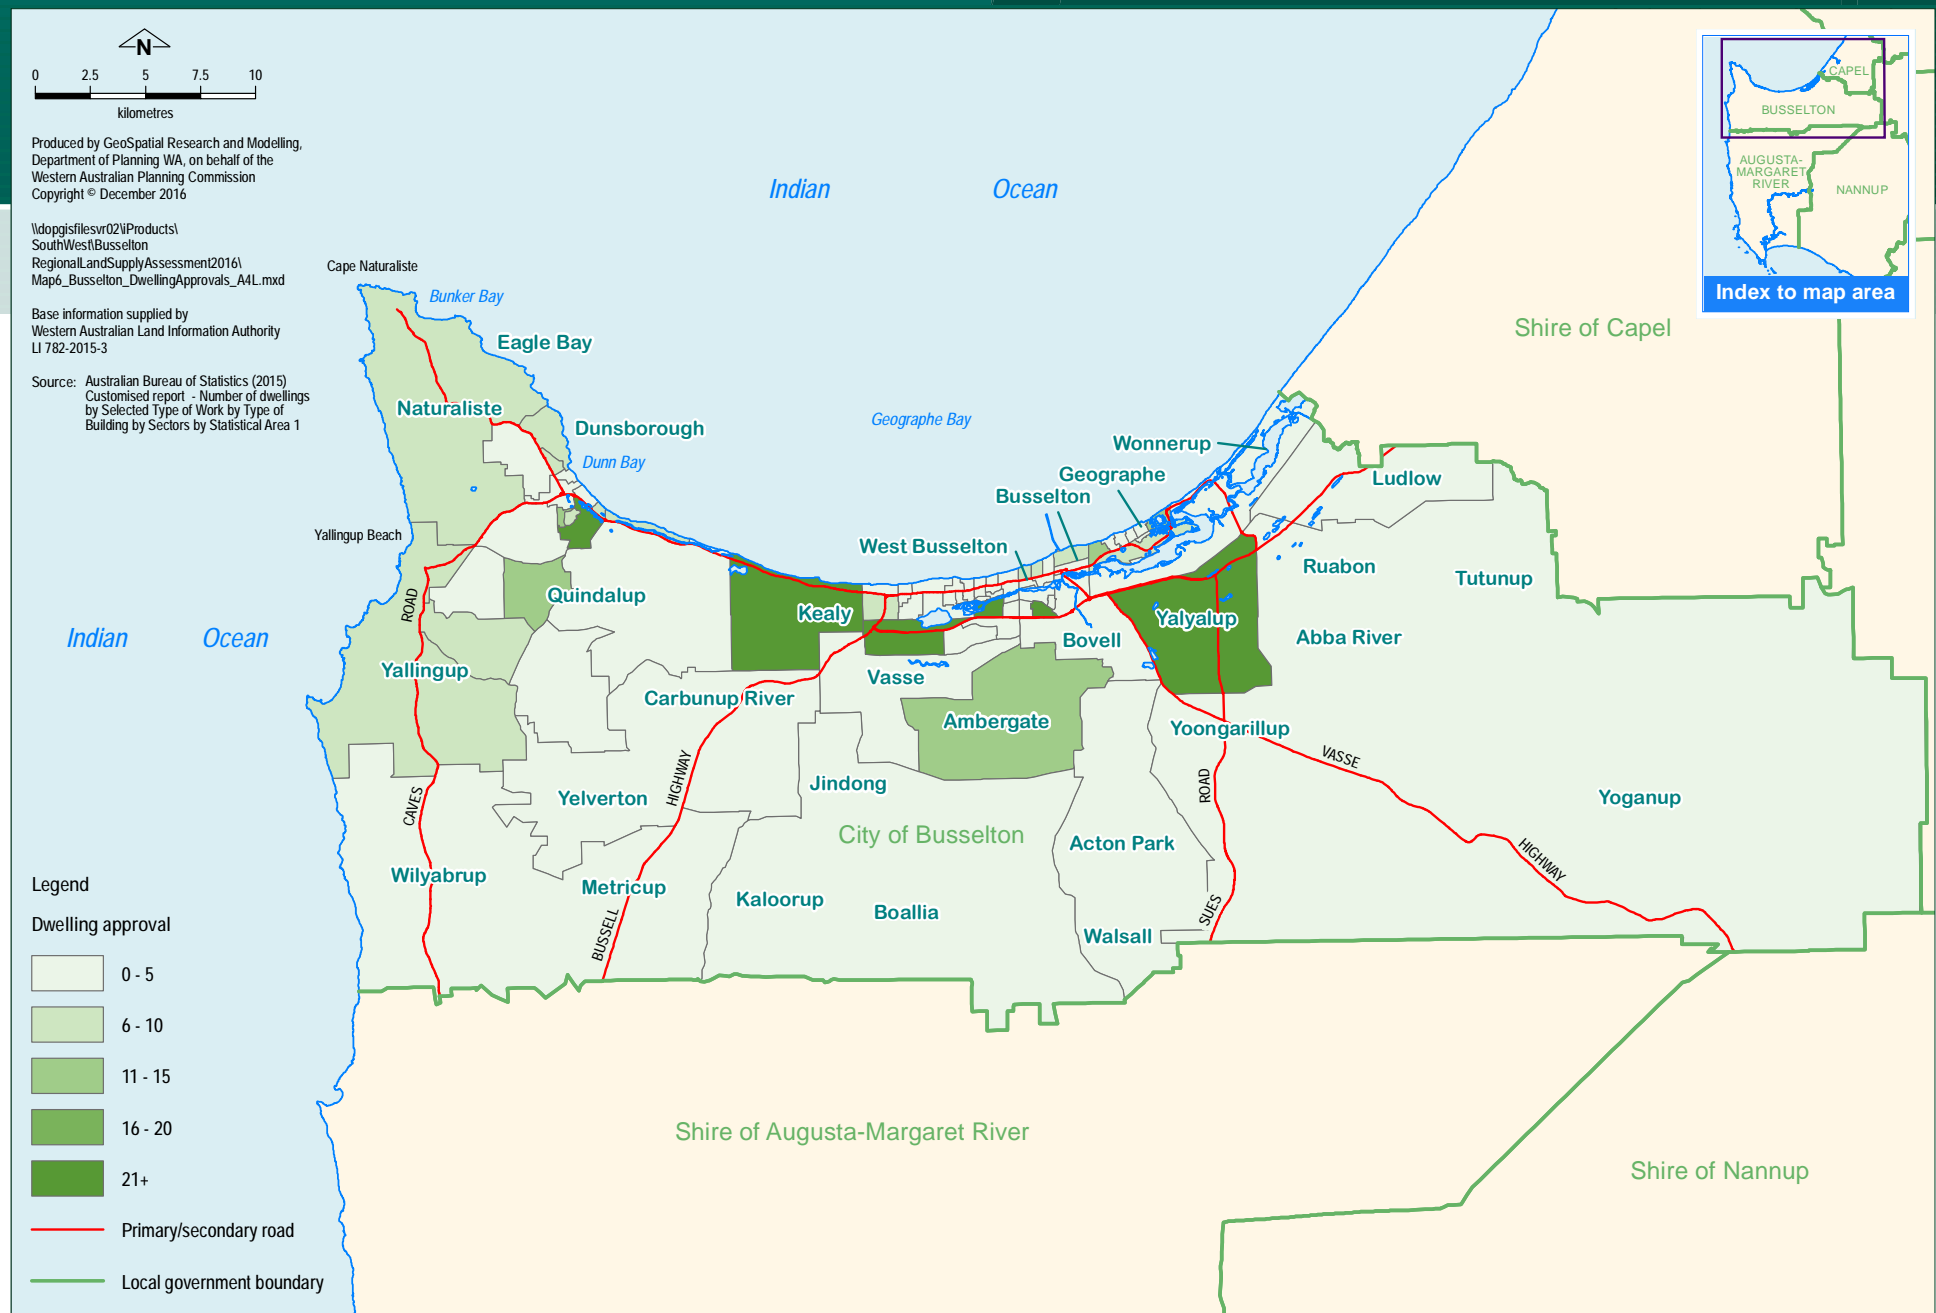 N
0 2.5 5 7.5 10
kilometres
Produced by GeoSpatial Research and Modelling,
Department of Planning WA, on behalf of the
Western Australian Planning Commission
Copyright © December 2016
\\dopgisfilesvr02\iProducts\
SouthWest\Busselton
RegionalLandSupplyAssessment2016\
Map6_Busselton_DwellingApprovals_A4L.mxd
Base information supplied by
Western Australian Land Information Authority
LI 782-2015-3
Source: Australian Bureau of Statistics (2015)
Customised report - Number of dwellings
by Selected Type of Work by Type of
Building by Sectors by Statistical Area 1
CAPEL
BUSSELTON
AUGUSTA-
MARGARET
RIVER
NANNUP
Index to map area
Indian Ocean
Cape Naturaliste
Bunker Bay
Eagle Bay
Shire of Capel
Naturaliste
Dunsborough
Geographe Bay
Dunn Bay
Wonnerup
Geographe
Ludlow
Busselton
Yallingup Beach
West Busselton
Ruabon
Tutunup
Quindalup
ROAD
Kealy
Yalyalup
Indian Ocean
Bovell
Abba River
Yallingup
Vasse
Carbunup River
Ambergate
Yoongarillup
VASSE
HIGHWAY
Jindong
ROAD
Yelverton
Yoganup
CAVES
City of Busselton
Acton Park
HIGHWAY
Wilyabrup
Metricup
Kaloorup
Boallia
SUES
BUSSELL
Walsall
Legend
Dwelling approval
0 - 5
6 - 10
11 - 15
16 - 20
21+
Primary/secondary road
Local government boundary
Shire of Augusta-Margaret River
Shire of Nannup